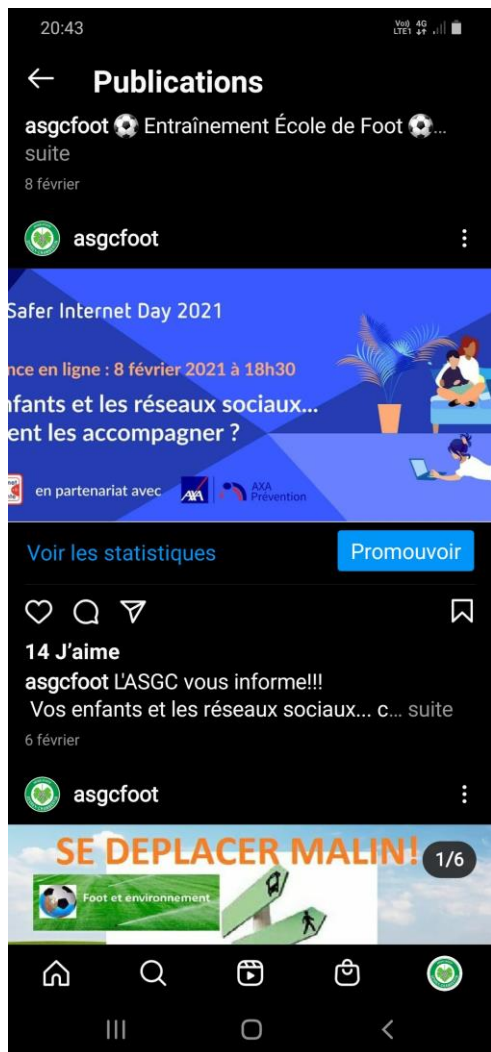 20:43
Vo)) 4G
LTE1
Publications
asgcfoot ⚽ Entraînement École de Foot ⚽...
suite
8 février
asgcfoot
Safer Internet Day 2021
nce en ligne : 8 février 2021 à 18h30
nfants et les réseaux sociaux...
ent les accompagner ?
en partenariat avec AXA AXA
Prévention
Voir les statistiques Promouvoir
14 J'aime
asgcfoot L'ASGC vous informe!!!
Vos enfants et les réseaux sociaux... c... suite
6 février
asgcfoot
SE DEPLACER MALIN!
1/6
Foot et environnement